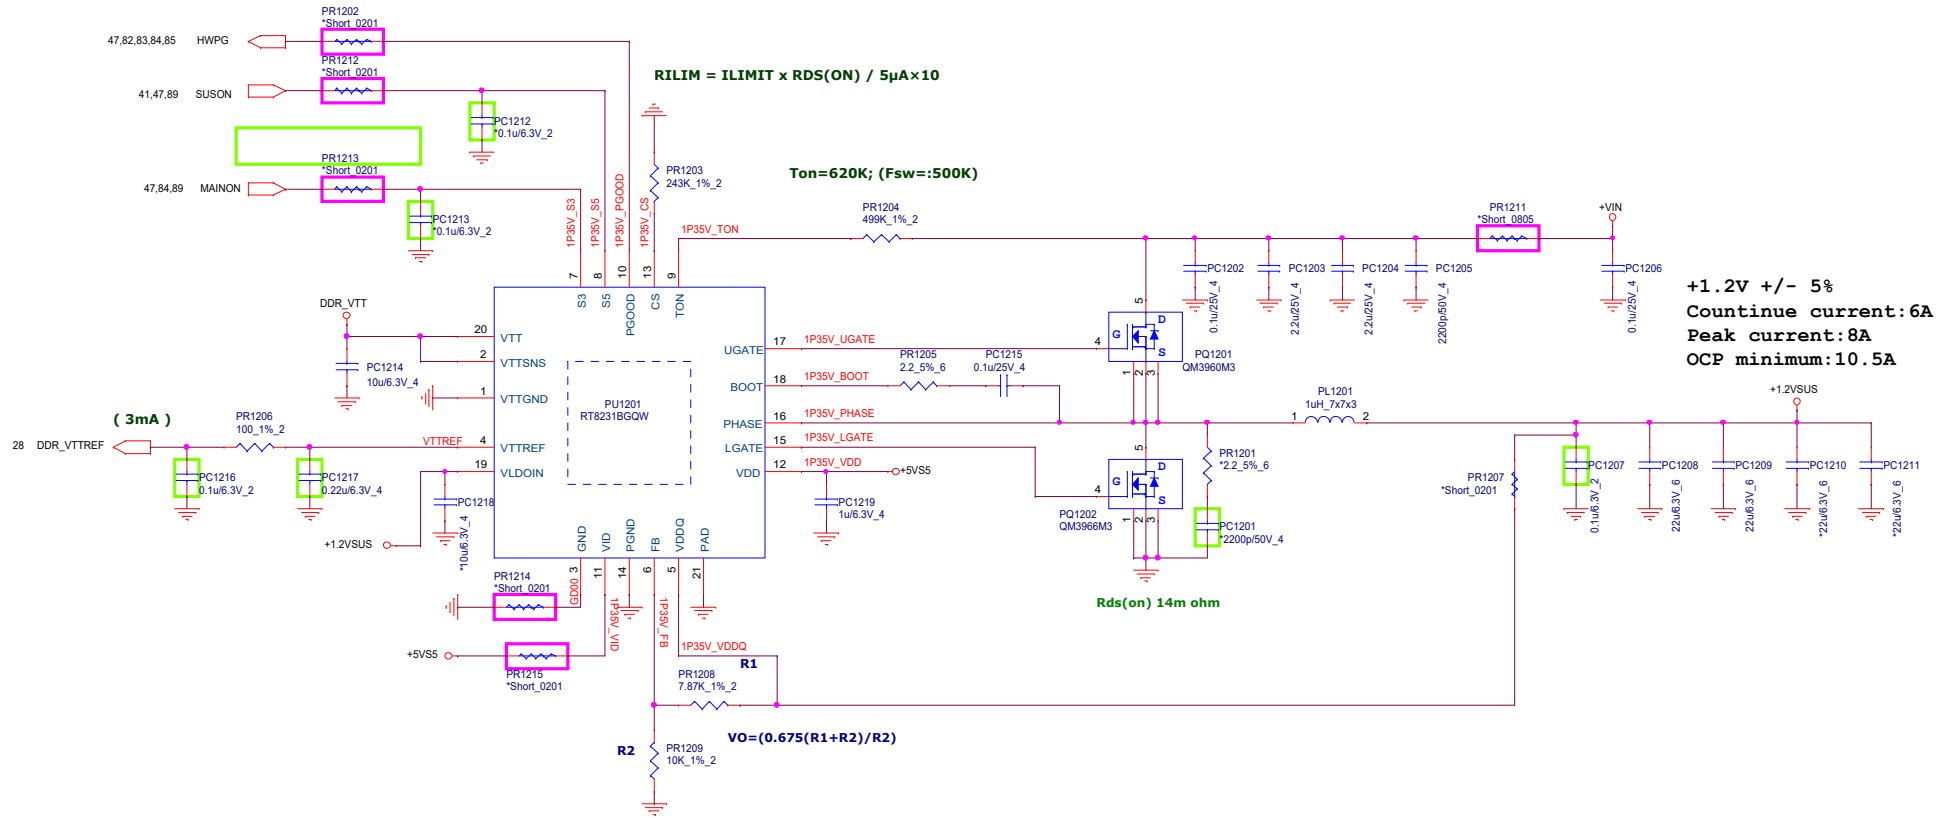 PR1202
*Short_0201
47,82,83,84,85 HWPG
PR1212
*Short_0201
41,47,89 SUSON
PC1212
*0.1u/6.3V_2
PR1213
*Short_0201
47,84,89 MAINON
PC1213
*0.1u/6.3V_2
RILIM = ILIMIT x RDS(ON) / 5µA×10
PR1203
243K_1%_2
Ton=620K; (Fsw=:500K)
1P35V_S3
1P35V_S5
1P35V_PGOOD
1P35V_CS
1P35V_TON
PR1204
499K_1%_2
PR1211
*Short_0805
+VIN
PC1202
0.1u/25V_4
PC1203
2.2u/25V_4
PC1204
2.2u/25V_4
PC1205
2200p/50V_4
PC1206
0.1u/25V_4
+1.2V +/- 5%
Countinue current:6A
Peak current:8A
OCP minimum:10.5A
7
8
10
13
9
S3
S5
PGOOD
CS
TON
DDR_VTT
20
VTT
2
VTTSNS
PC1214
10u/6.3V_4
1
VTTGND
PU1201
RT8231BGQW
UGATE
17
1P35V_UGATE
BOOT
18
1P35V_BOOT
PR1205
2.2_5%_6
PC1215
0.1u/25V_4
PHASE
16
1P35V_PHASE
LGATE
15
1P35V_LGATE
VDD
12
1P35V_VDD
+5VS5
PC1219
1u/6.3V_4
5
D
G
S
4
1
2
3
PQ1201
QM3960M3
5
D
G
S
4
1
2
3
PQ1202
QM3966M3
PR1201
*2.2_5%_6
PC1201
*2200p/50V_4
Rds(on) 14m ohm
PL1201
1uH_7x7x3
1
2
+1.2VSUS
PR1207
*Short_0201
PC1207
0.1u/6.3V_2
PC1208
22u/6.3V_6
PC1209
22u/6.3V_6
PC1210
*22u/6.3V_6
PC1211
*22u/6.3V_6
( 3mA )
PR1206
100_1%_2
28 DDR_VTTREF
VTTREF
4
VTTREF
19
VLDOIN
PC1216
0.1u/6.3V_2
PC1217
0.22u/6.3V_4
PC1218
*10u/6.3V_4
+1.2VSUS
GND
VID
PGND
FB
VDDQ
PAD
3
11
14
6
5
21
PR1214
*Short_0201
GD00
1P35V_VID
1P35V_FB
1P35V_VDDQ
+5VS5
PR1215
*Short_0201
R1
PR1208
7.87K_1%_2
R2
PR1209
10K_1%_2
VO=(0.675(R1+R2)/R2)